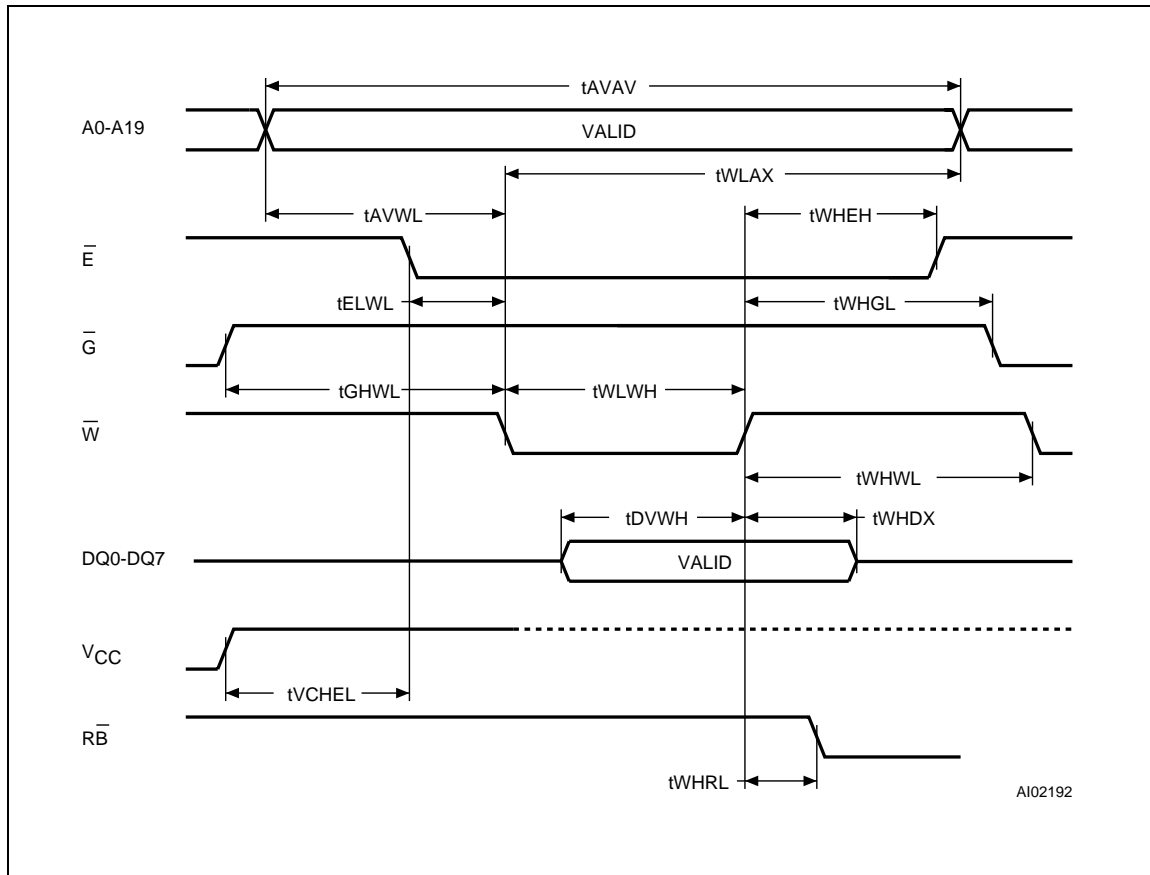 tAVAV
A0-A19
VALID
tWLAX
tAVWL
tWHEH
E̅
tELWL
tWHGL
G̅
tGHWL
tWLWH
W̅
tWHWL
tDVWH
tWHDX
DQ0-DQ7
VALID
VCC
tVCHEL
RB̅
tWHRL
AI02192